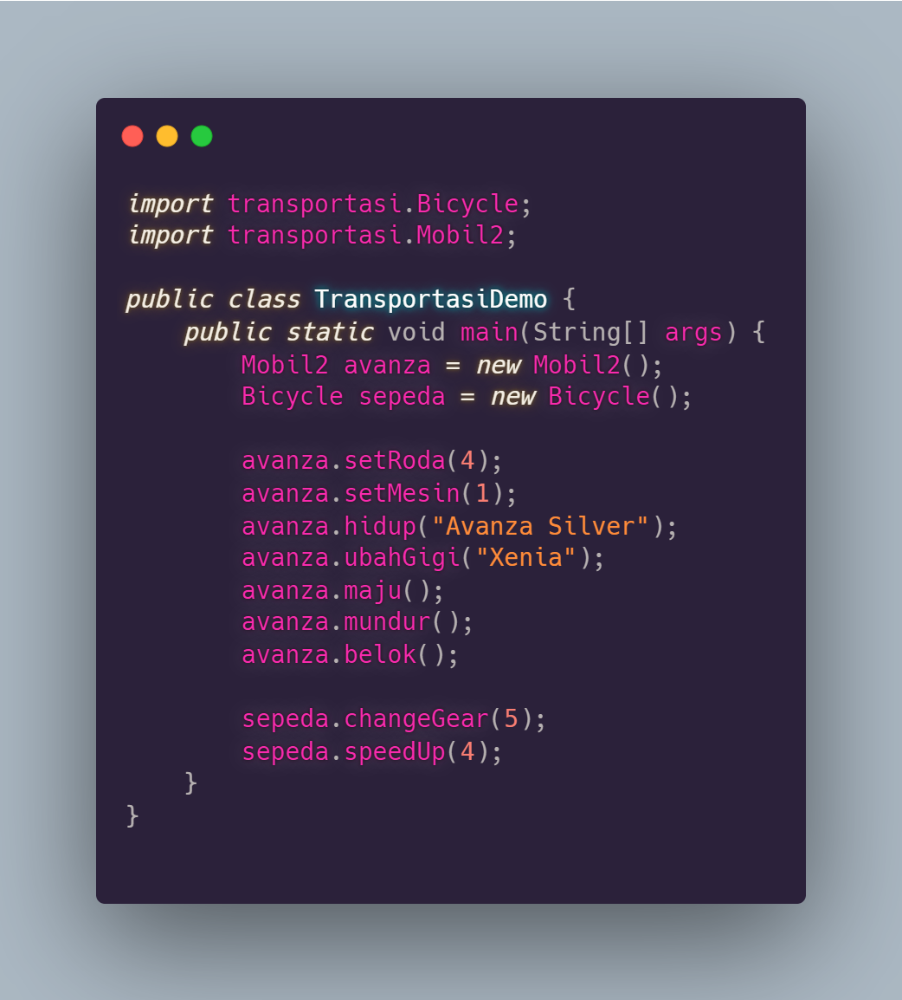 import transportasi.Bicycle;
import transportasi.Mobil2;

public class TransportasiDemo {
    public static void main(String[] args) {
        Mobil2 avanza = new Mobil2();
        Bicycle sepeda = new Bicycle();

        avanza.setRoda(4);
        avanza.setMesin(1);
        avanza.hidup("Avanza Silver");
        avanza.ubahGigi("Xenia");
        avanza.maju();
        avanza.mundur();
        avanza.belok();

        sepeda.changeGear(5);
        sepeda.speedUp(4);
    }
}